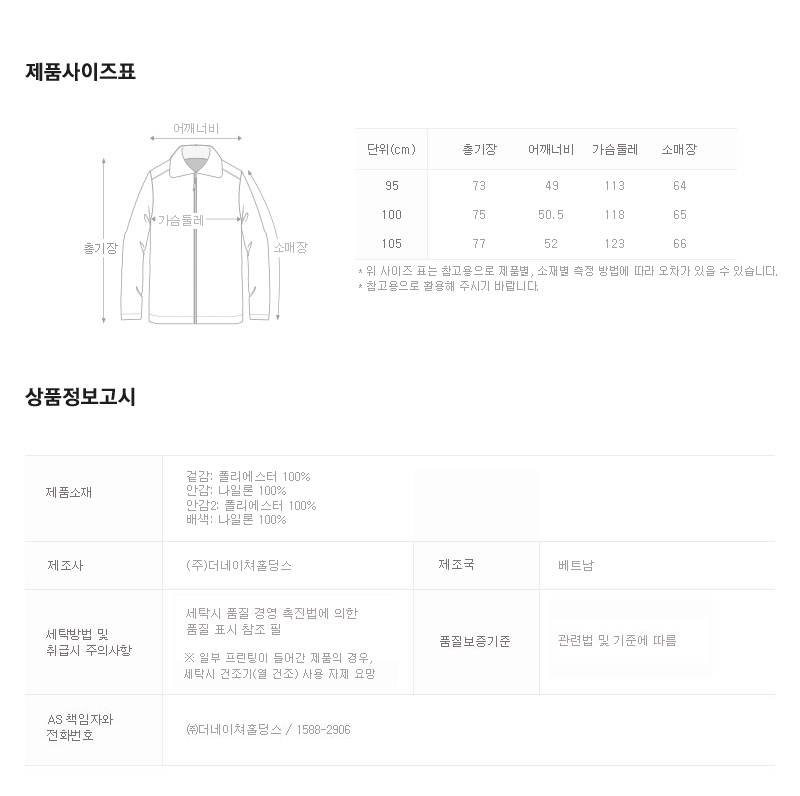 제품사이즈표
어깨너비
가슴둘레
총기장
소매장
단위(cm) 총기장 어깨너비 가슴둘레 소매장
95 73 49 113 64
100 75 50.5 118 65
105 77 52 123 66
* 위 사이즈 표는 참고용으로 제품별, 소재별 측정 방법에 따라 오차가 있을 수 있습니다.
* 참고용으로 활용해 주시기 바랍니다.
상품정보고시
제품소재
겉감: 폴리에스터 100%
안감: 나일론 100%
안감2: 폴리에스터 100%
배색: 나일론 100%
제조사 (주)더네이쳐홀딩스 제조국 베트남
세탁방법 및
취급시 주의사항
세탁시 품질 경영 촉진법에 의한
품질 표시 참조 필
※ 일부 프린팅이 들어간 제품의 경우,
세탁시 건조기(열 건조) 사용 자제 요망
품질보증기준 관련법 및 기준에 따름
AS 책임자와
전화번호
㈜더네이쳐홀딩스 / 1588-2906